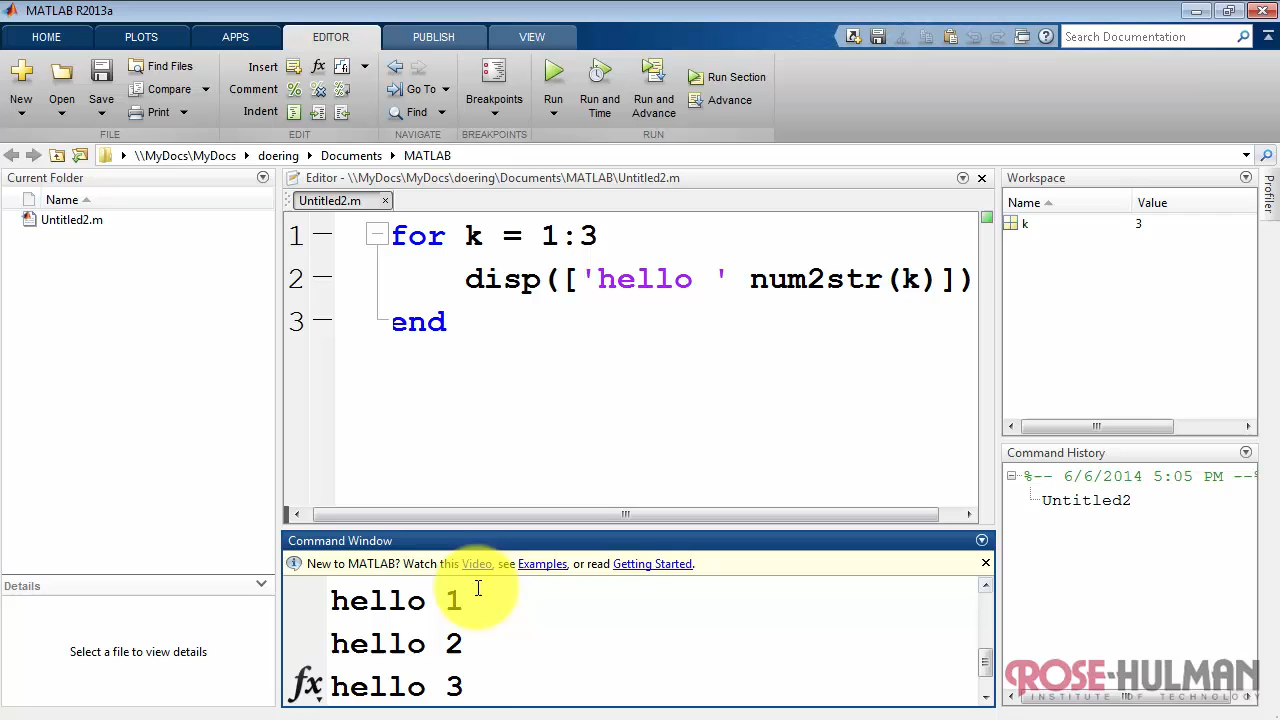 MATLAB R2013a
HOME PLOTS APPS EDITOR PUBLISH VIEW
Search Documentation
New Open Save Find Files Compare Print
Insert Comment Indent
Go To Find
Breakpoints
Run Run and Time Run and Advance Run Section Advance
FILE EDIT NAVIGATE BREAKPOINTS RUN
\\MyDocs\MyDocs doering Documents MATLAB
Current Folder
Name
Untitled2.m
Details
Select a file to view details
Editor - \\MyDocs\MyDocs\doering\Documents\MATLAB\Untitled2.m
Untitled2.m ×
1 for k = 1:3
2 disp(['hello ' num2str(k)])
3 end
Command Window
New to MATLAB? Watch this Video, see Examples, or read Getting Started.
hello 1
hello 2
fx hello 3
Workspace
Name Value
k 3
Profiler
Command History
%-- 6/6/2014 5:05 PM --%
Untitled2
ROSE-HULMAN
INSTITUTE OF TECHNOLOGY